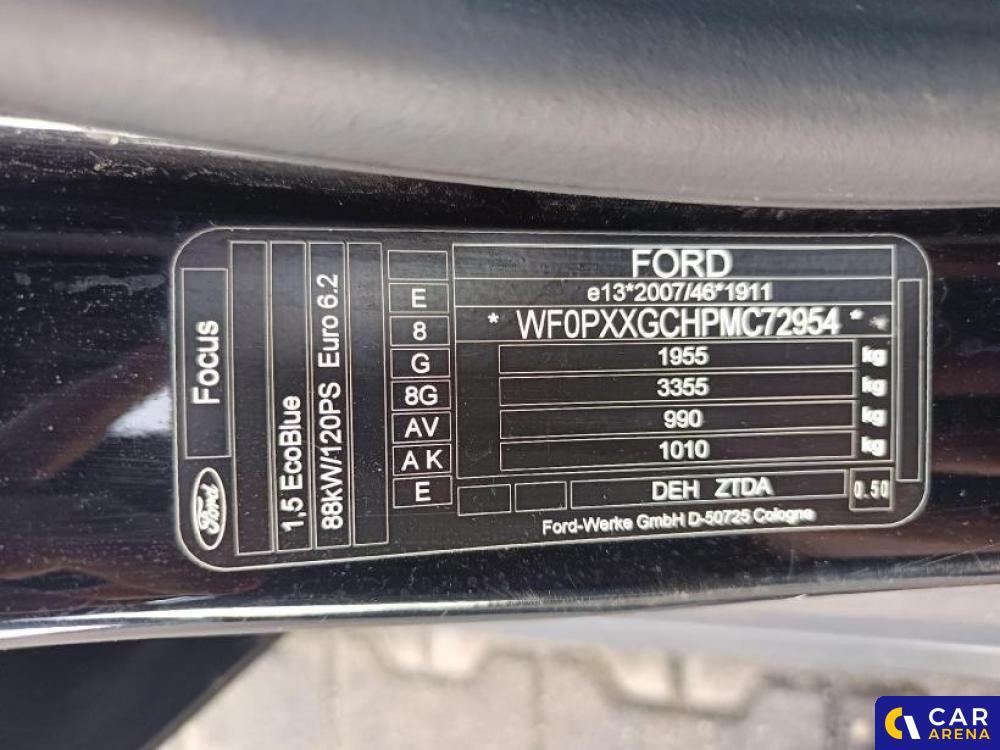 FORD
e13*2007/46*1911
* WF0PXXGCHPMC72954 *
1955 kg
3355 kg
990 kg
1010 kg
DEH ZTDA
0.50
Ford-Werke GmbH D-50725 Cologne
E
8
G
8G
AV
A K
E
88kW/120PS Euro 6.2
1,5 EcoBlue
Focus
Ford
CAR
ARENA